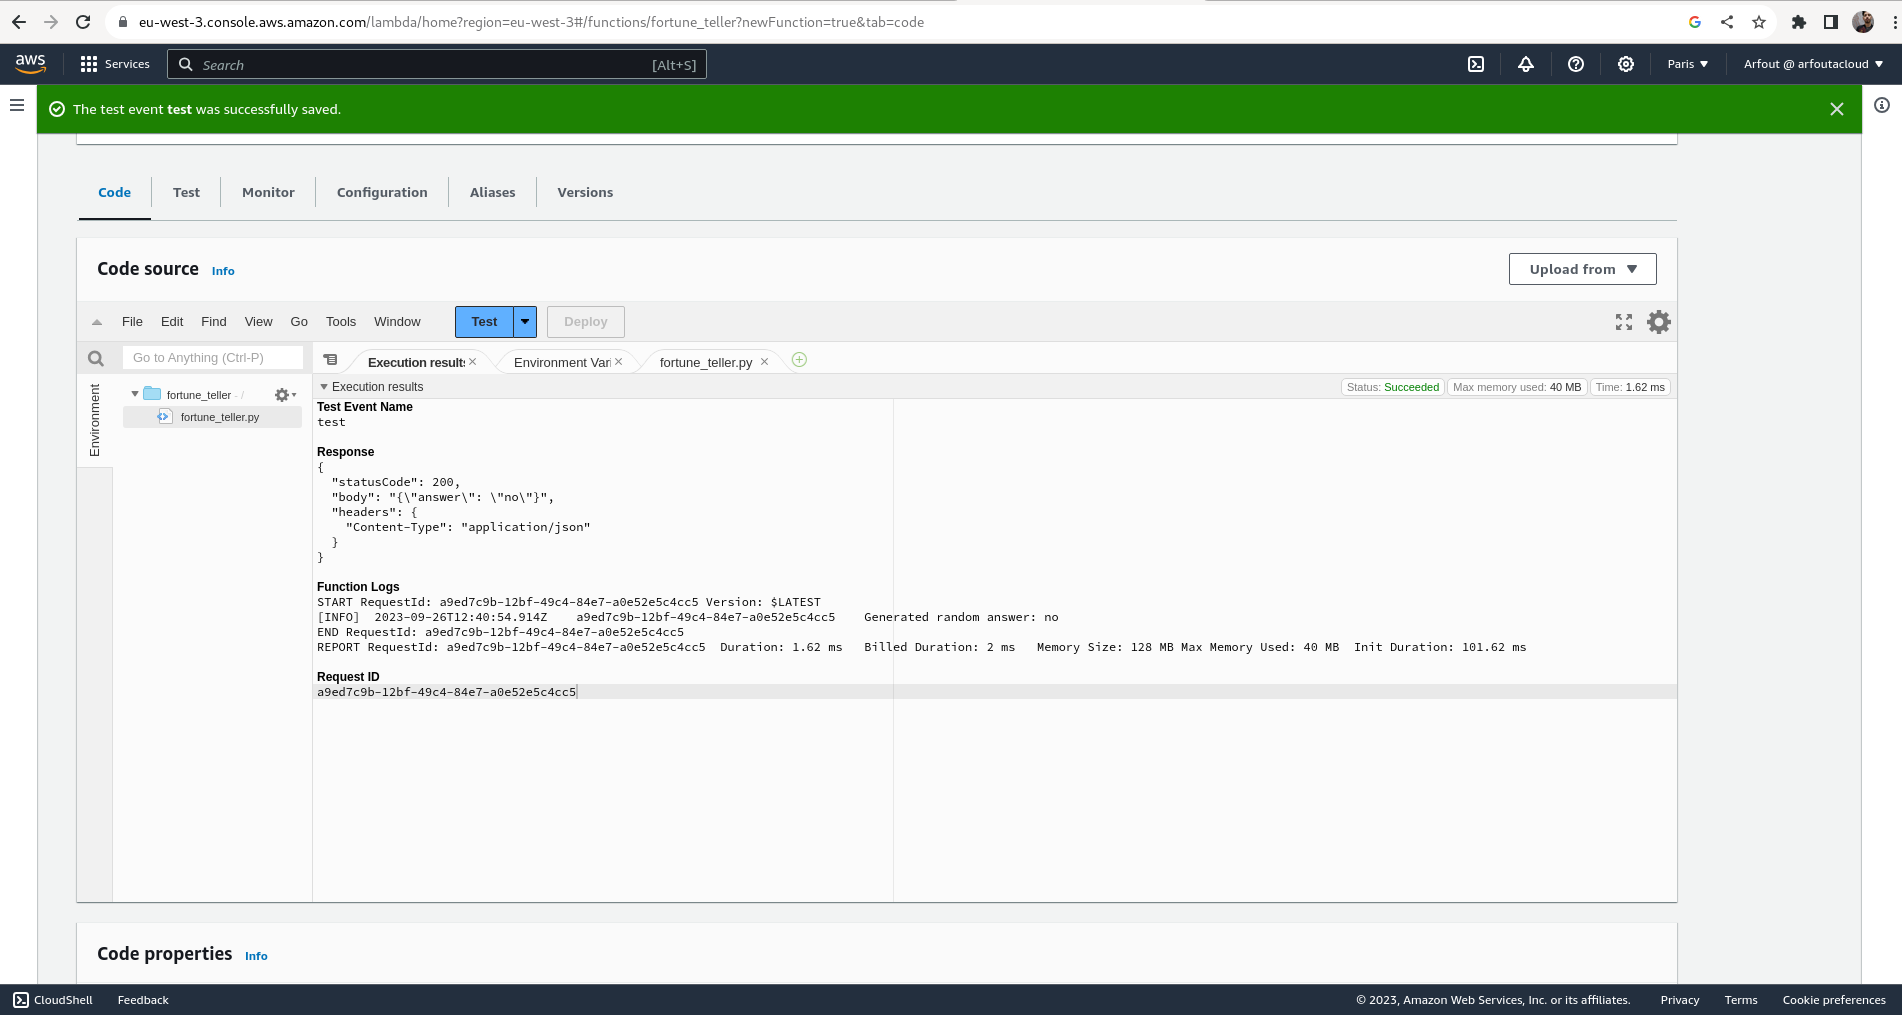 eu-west-3.console.aws.amazon.com/lambda/home?region=eu-west-3#/functions/fortune_teller?newFunction=true&tab=code
aws
Services
Search
[Alt+S]
Paris
Arfout @ arfoutacloud
The test event test was successfully saved.
Code
Test
Monitor
Configuration
Aliases
Versions
Code source
Info
Upload from
File
Edit
Find
View
Go
Tools
Window
Test
Deploy
Go to Anything (Ctrl-P)
Execution results
Environment Vari
fortune_teller.py
Environment
fortune_teller - /
fortune_teller.py
Execution results
Status: Succeeded
Max memory used: 40 MB
Time: 1.62 ms
Test Event Name
test
Response
{
"statusCode": 200,
"body": "{\"answer\": \"no\"}",
"headers": {
"Content-Type": "application/json"
}
}
Function Logs
START RequestId: a9ed7c9b-12bf-49c4-84e7-a0e52e5c4cc5 Version: $LATEST
[INFO] 2023-09-26T12:40:54.914Z a9ed7c9b-12bf-49c4-84e7-a0e52e5c4cc5 Generated random answer: no
END RequestId: a9ed7c9b-12bf-49c4-84e7-a0e52e5c4cc5
REPORT RequestId: a9ed7c9b-12bf-49c4-84e7-a0e52e5c4cc5 Duration: 1.62 ms Billed Duration: 2 ms Memory Size: 128 MB Max Memory Used: 40 MB Init Duration: 101.62 ms
Request ID
a9ed7c9b-12bf-49c4-84e7-a0e52e5c4cc5
Code properties
Info
CloudShell
Feedback
© 2023, Amazon Web Services, Inc. or its affiliates.
Privacy
Terms
Cookie preferences